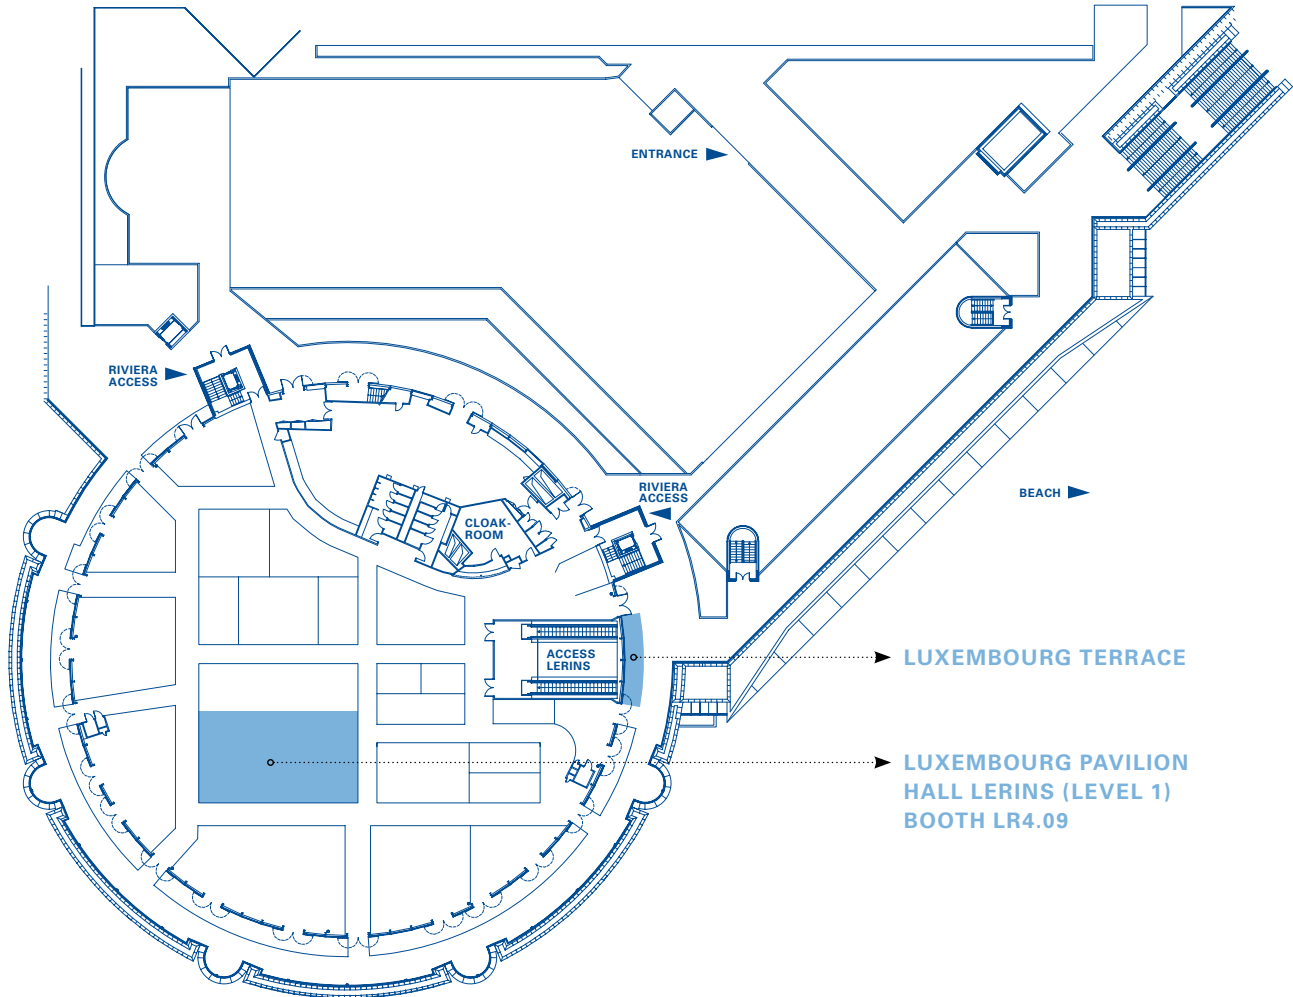 ENTRANCE
RIVIERA
ACCESS
RIVIERA
ACCESS
BEACH
CLOAK-
ROOM
ACCESS
LERINS
LUXEMBOURG TERRACE
LUXEMBOURG PAVILION
HALL LERINS (LEVEL 1)
BOOTH LR4.09